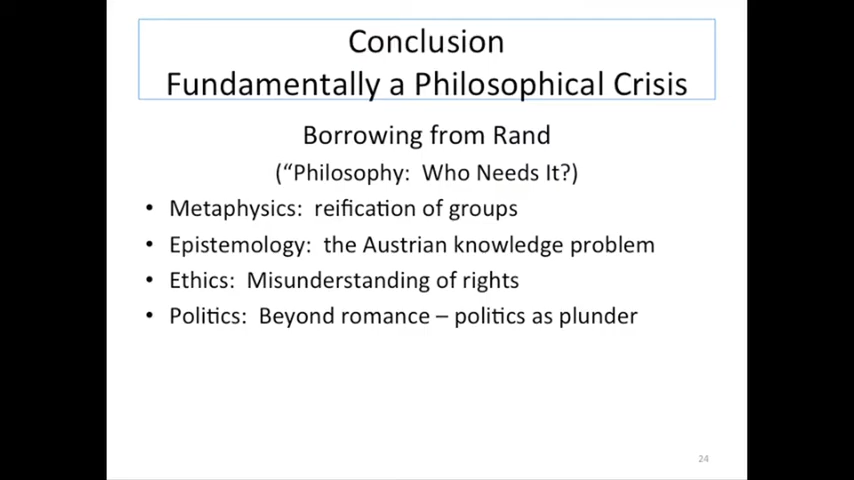 Conclusion
Fundamentally a Philosophical Crisis
Borrowing from Rand
(“Philosophy: Who Needs It?)
• Metaphysics: reification of groups
• Epistemology: the Austrian knowledge problem
• Ethics: Misunderstanding of rights
• Politics: Beyond romance – politics as plunder
24